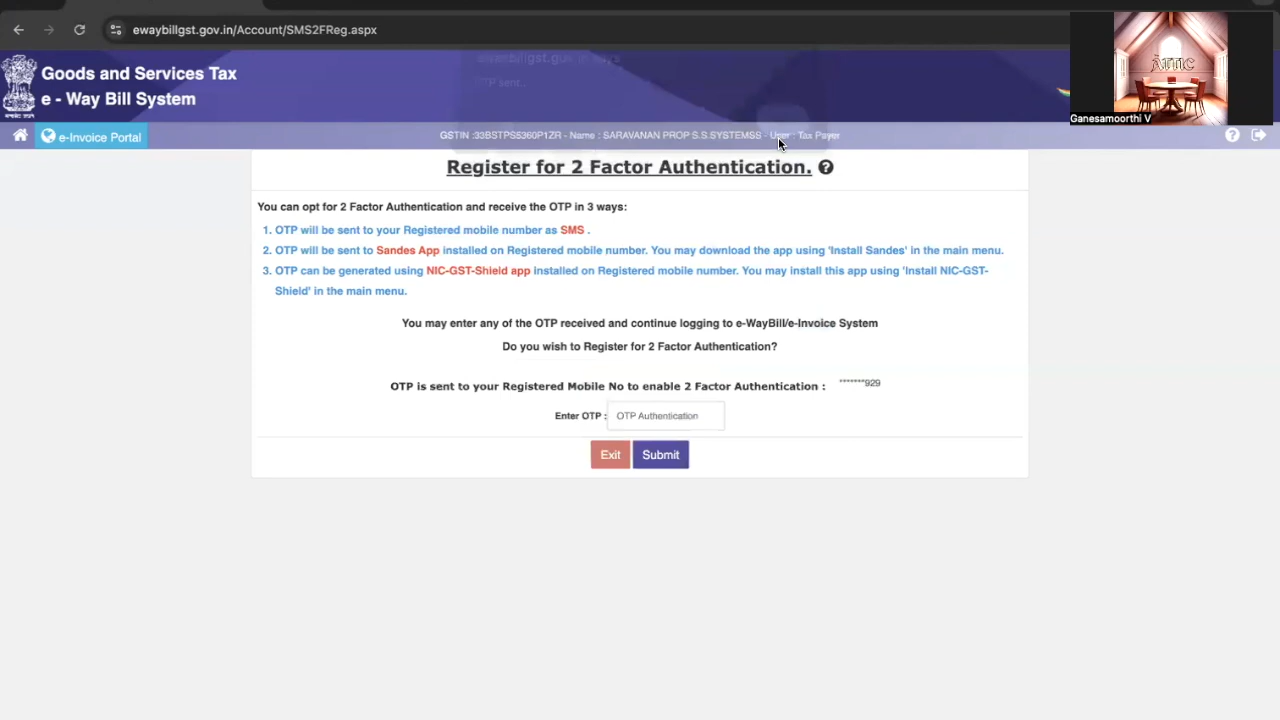 ewaybillgst.gov.in/Account/SMS2FReg.aspx
Goods and Services Tax
e - Way Bill System
Ganesamoorthi V
e-Invoice Portal
GSTIN :33BSTPS5360P1ZR - Name : SARAVANAN PROP S.S.SYSTEMSS - User : Tax Payer
Register for 2 Factor Authentication.
You can opt for 2 Factor Authentication and receive the OTP in 3 ways:
1. OTP will be sent to your Registered mobile number as SMS .
2. OTP will be sent to Sandes App installed on Registered mobile number. You may download the app using 'Install Sandes' in the main menu.
3. OTP can be generated using NIC-GST-Shield app installed on Registered mobile number. You may install this app using 'Install NIC-GST-
Shield' in the main menu.
You may enter any of the OTP received and continue logging to e-WayBill/e-Invoice System
Do you wish to Register for 2 Factor Authentication?
OTP is sent to your Registered Mobile No to enable 2 Factor Authentication : *******929
Enter OTP : OTP Authentication
Exit Submit